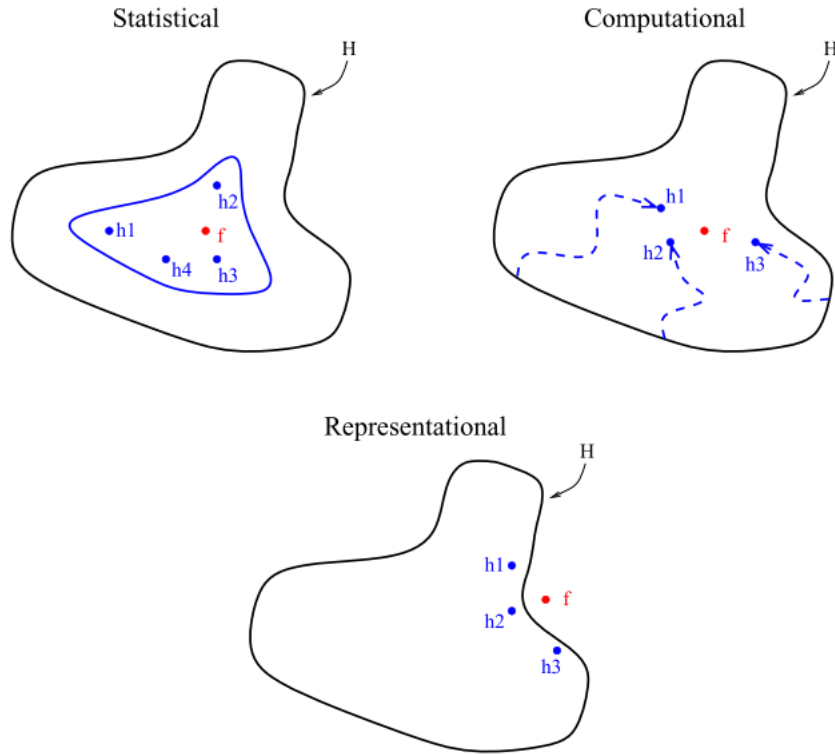 Statistical
H
h2
h1
f
h4
h3
Computational
H
h1
f
h2
h3
Representational
H
h1
f
h2
h3